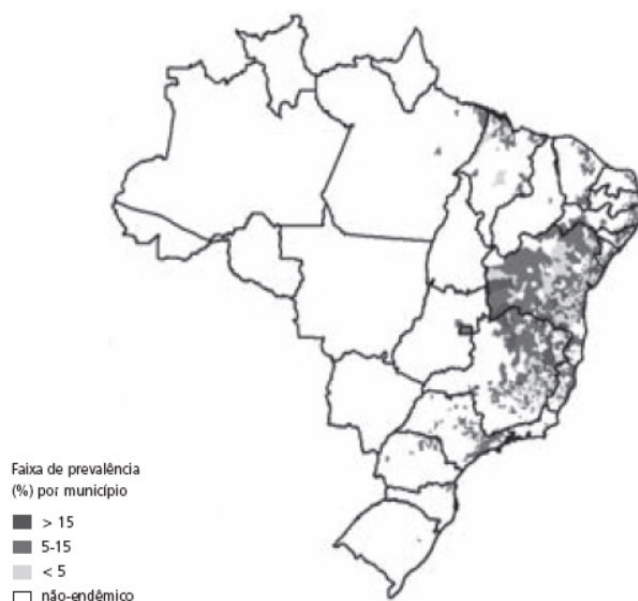 Faixa de prevalência
(%) por município
> 15
5-15
< 5
não-endêmico